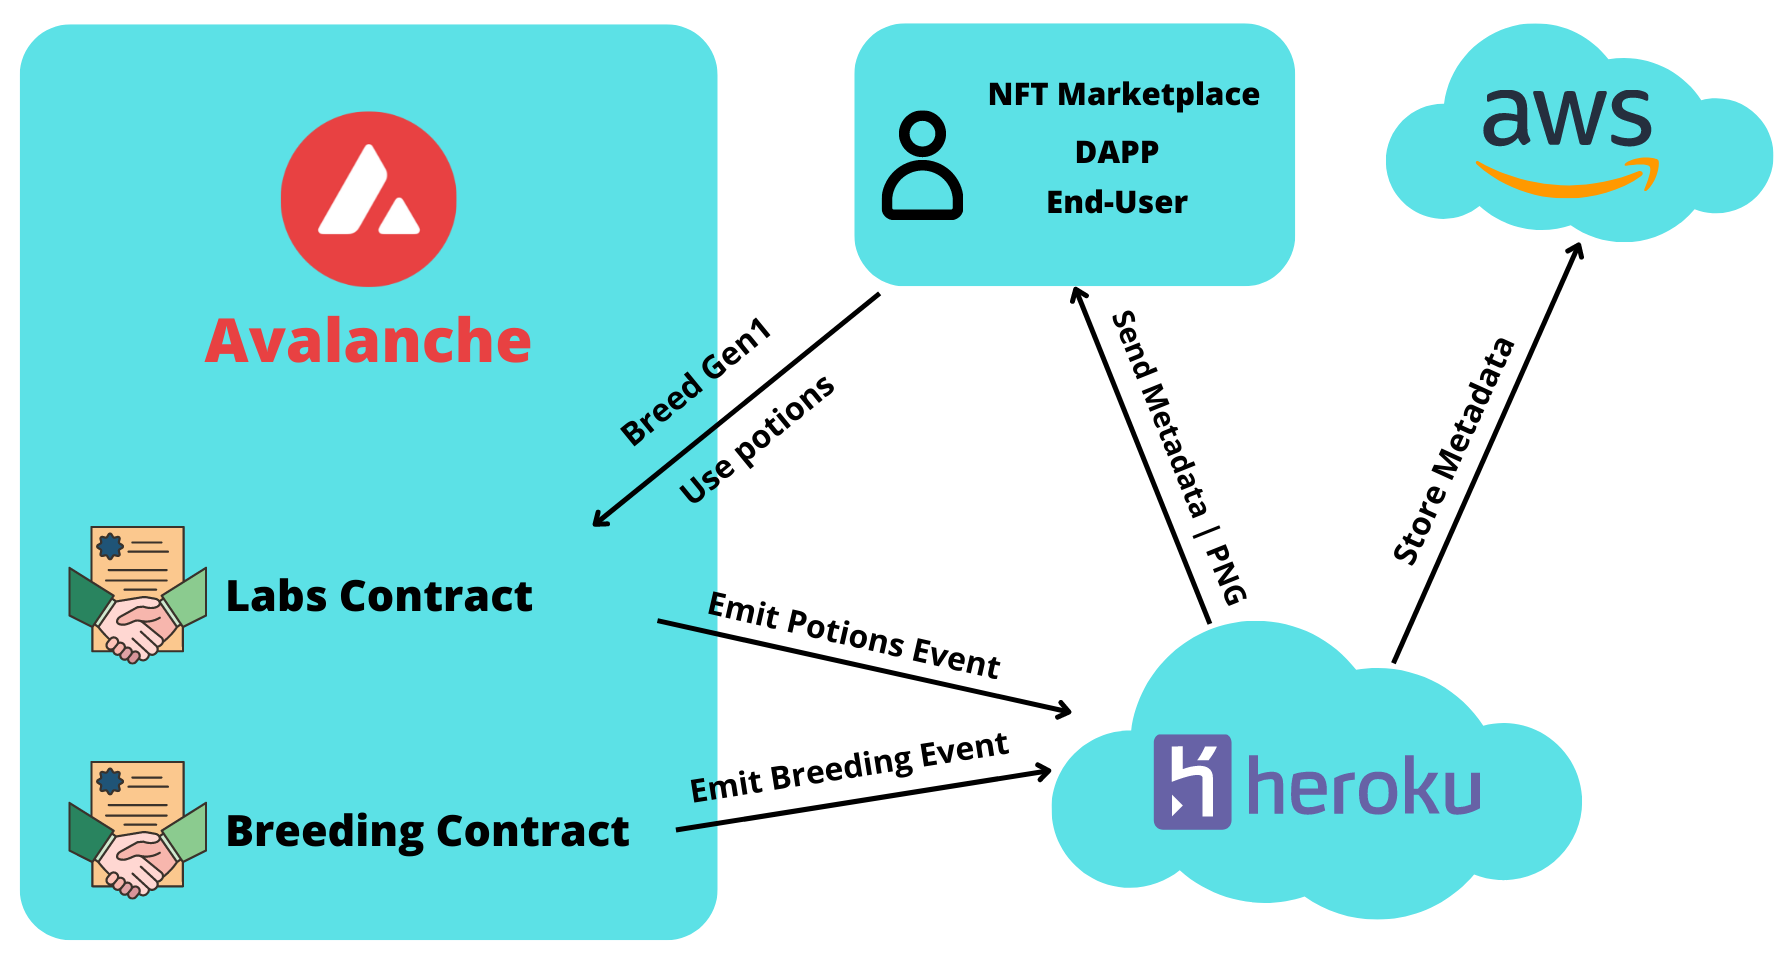 Avalanche
Labs Contract
Breeding Contract
NFT Marketplace
DAPP
End-User
aws
Breed Gen1
Use potions
Send Metadata | PNG
Store Metadata
Emit Potions Event
Emit Breeding Event
heroku